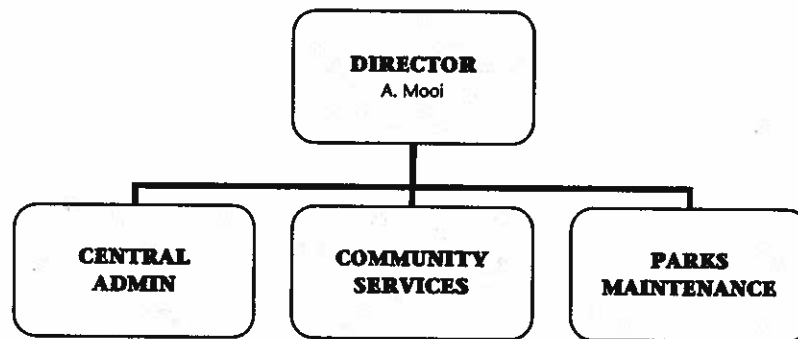 DIRECTOR
A. Mooi
CENTRAL
ADMIN
COMMUNITY
SERVICES
PARKS
MAINTENANCE